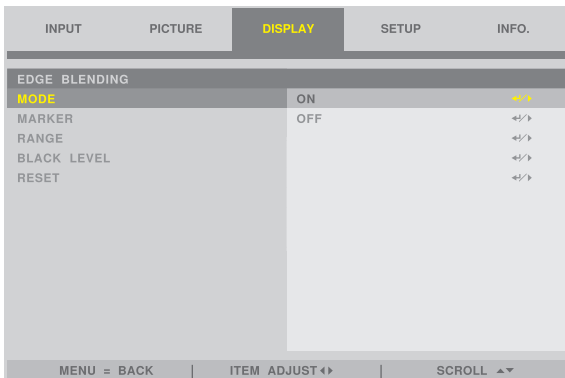 INPUT PICTURE DISPLAY SETUP INFO.
EDGE BLENDING
MODE ON
MARKER OFF
RANGE
BLACK LEVEL
RESET
MENU = BACK | ITEM ADJUST◀▶ | SCROLL ▲▼